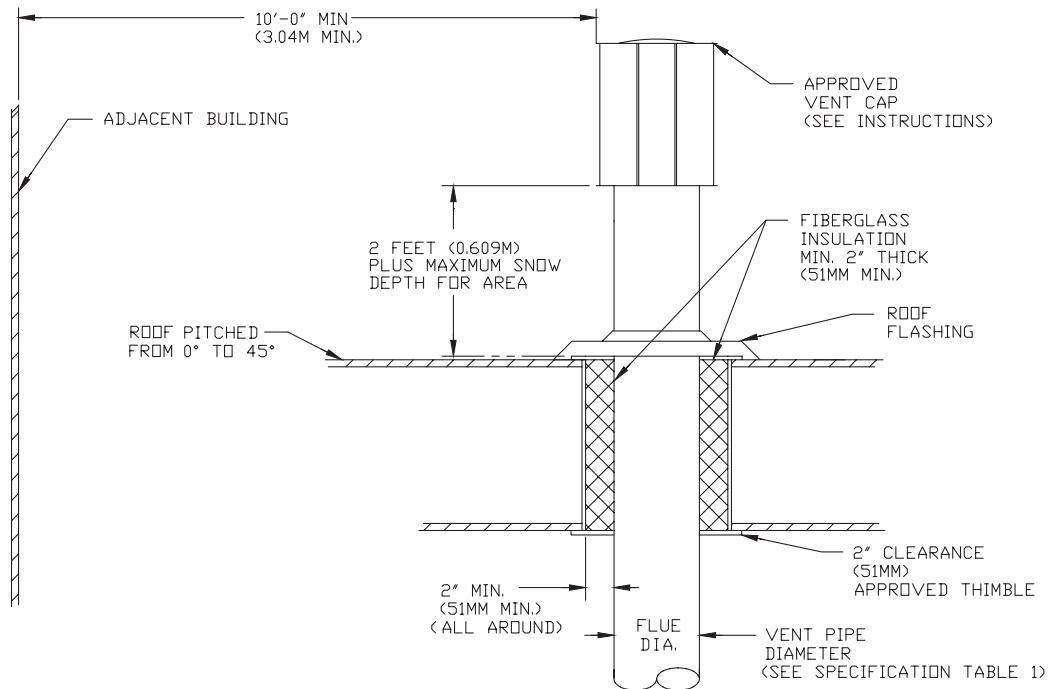 10'-0" MIN
(3.04M MIN.)
APPROVED
VENT CAP
(SEE INSTRUCTIONS)
ADJACENT BUILDING
2 FEET (0.609M)
PLUS MAXIMUM SNOW
DEPTH FOR AREA
FIBERGLASS
INSULATION
MIN. 2" THICK
(51MM MIN.)
ROOF PITCHED
FROM 0° TO 45°
ROOF
FLASHING
2" CLEARANCE
(51MM)
APPROVED THIMBLE
2" MIN.
(51MM MIN.)
(ALL AROUND)
FLUE
DIA.
VENT PIPE
DIAMETER
(SEE SPECIFICATION TABLE 1)